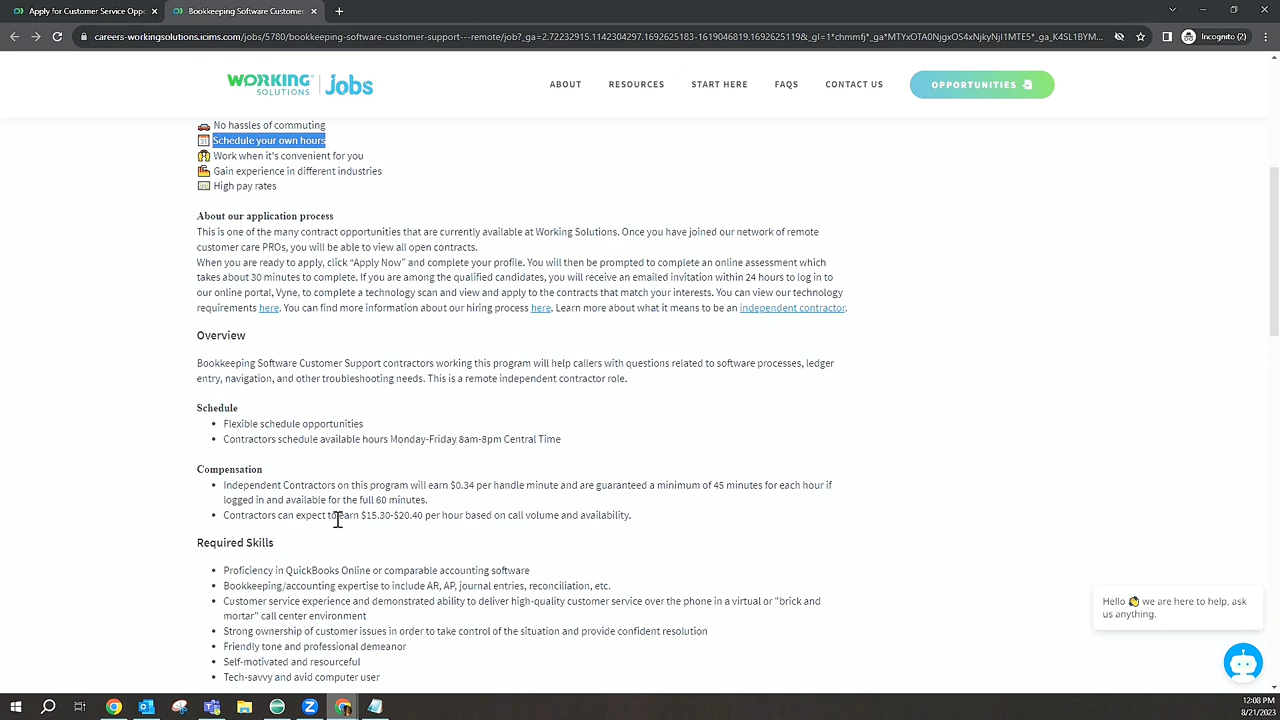 Apply for Customer Service Opp
Bookkeeping Software Customer
careers-workingsolutions.icims.com/jobs/5780/bookkeeping-software-customer-support---remote/job?_ga=2.72232915.1142304297.1692625183-1619046819.1692625119&_gl=1*chmmfj*_ga*MTYxOTA0NjgxOS4xNjkyNjI1MTE5*_ga_K4SL1BYM...
Incognito (2)
WORKING SOLUTIONS | jobs
ABOUT RESOURCES START HERE FAQS CONTACT US OPPORTUNITIES
No hassles of commuting
Schedule your own hours
Work when it's convenient for you
Gain experience in different industries
High pay rates
About our application process
This is one of the many contract opportunities that are currently available at Working Solutions. Once you have joined our network of remote
customer care PROs, you will be able to view all open contracts.
When you are ready to apply, click “Apply Now” and complete your profile. You will then be prompted to complete an online assessment which
takes about 30 minutes to complete. If you are among the qualified candidates, you will receive an emailed invitation within 24 hours to log in to
our online portal, Vyne, to complete a technology scan and view and apply to the contracts that match your interests. You can view our technology
requirements here. You can find more information about our hiring process here. Learn more about what it means to be an independent contractor.
Overview
Bookkeeping Software Customer Support contractors working this program will help callers with questions related to software processes, ledger
entry, navigation, and other troubleshooting needs. This is a remote independent contractor role.
Schedule
• Flexible schedule opportunities
• Contractors schedule available hours Monday-Friday 8am-8pm Central Time
Compensation
• Independent Contractors on this program will earn $0.34 per handle minute and are guaranteed a minimum of 45 minutes for each hour if
logged in and available for the full 60 minutes.
• Contractors can expect to earn $15.30-$20.40 per hour based on call volume and availability.
Required Skills
• Proficiency in QuickBooks Online or comparable accounting software
• Bookkeeping/accounting expertise to include AR, AP, journal entries, reconciliation, etc.
• Customer service experience and demonstrated ability to deliver high-quality customer service over the phone in a virtual or "brick and
mortar" call center environment
• Strong ownership of customer issues in order to take control of the situation and provide confident resolution
• Friendly tone and professional demeanor
• Self-motivated and resourceful
• Tech-savvy and avid computer user
Hello 👋 we are here to help, ask
us anything.
12:08 PM
8/21/2023